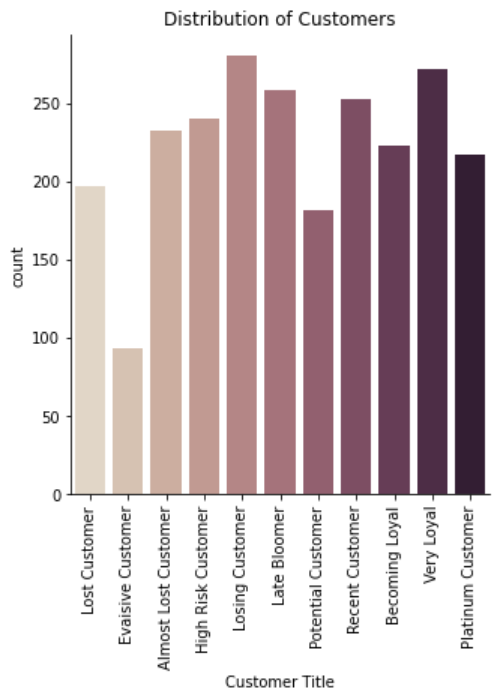 Distribution of Customers
count
250
200
150
100
50
0
Lost Customer
Evaisive Customer
Almost Lost Customer
High Risk Customer
Losing Customer
Late Bloomer
Potential Customer
Recent Customer
Becoming Loyal
Very Loyal
Platinum Customer
Customer Title